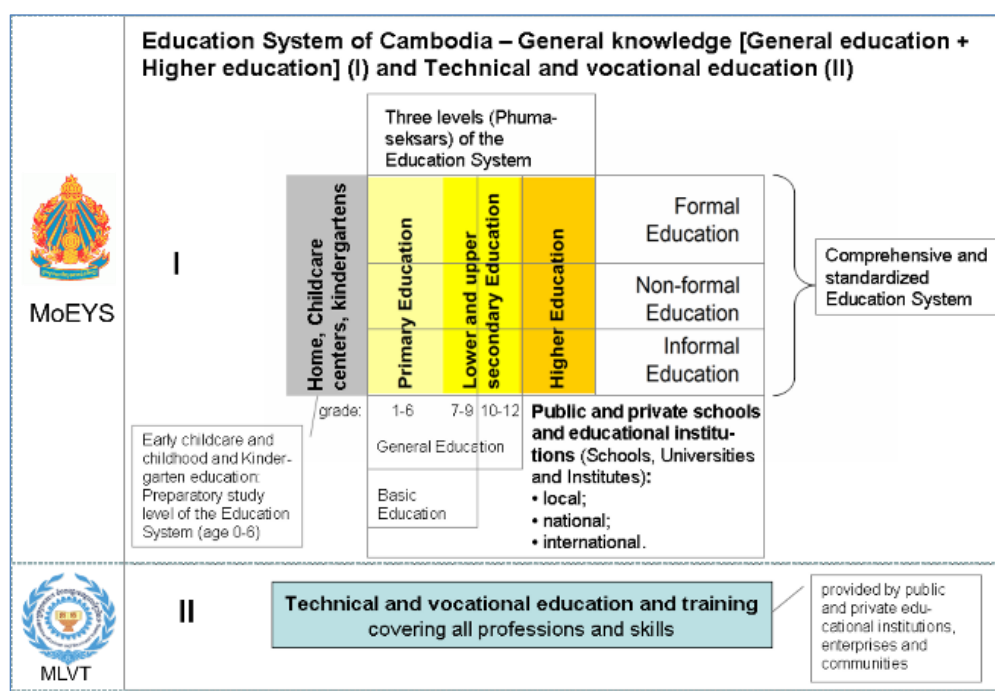 Education System of Cambodia – General knowledge [General education +
Higher education] (I) and Technical and vocational education (II)
Three levels (Phuma-
seksars) of the
Education System
MoEYS
I
Home, Childcare
centers, kindergartens
Primary Education
Lower and upper
secondary Education
Higher Education
Formal
Education
Non-formal
Education
Informal
Education
Comprehensive and
standardized
Education System
grade:
1-6
7-9
10-12
General Education
Basic
Education
Early childcare and
childhood and Kinder-
garten education:
Preparatory study
level of the Education
System (age 0-6)
Public and private schools
and educational institu-
tions (Schools, Universities
and Institutes):
• local;
• national;
• international.
MLVT
II
Technical and vocational education and training
covering all professions and skills
provided by public
and private edu-
cational institutions,
enterprises and
communities